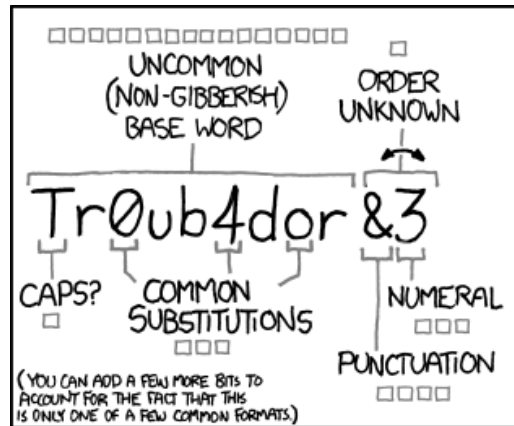 UNCOMMON
(NON-GIBBERISH)
BASE WORD
ORDER
UNKNOWN
Tr0ub4dor &3
CAPS?
COMMON
SUBSTITUTIONS
NUMERAL
PUNCTUATION
(YOU CAN ADD A FEW MORE BITS TO
ACCOUNT FOR THE FACT THAT THIS
IS ONLY ONE OF A FEW COMMON FORMATS.)